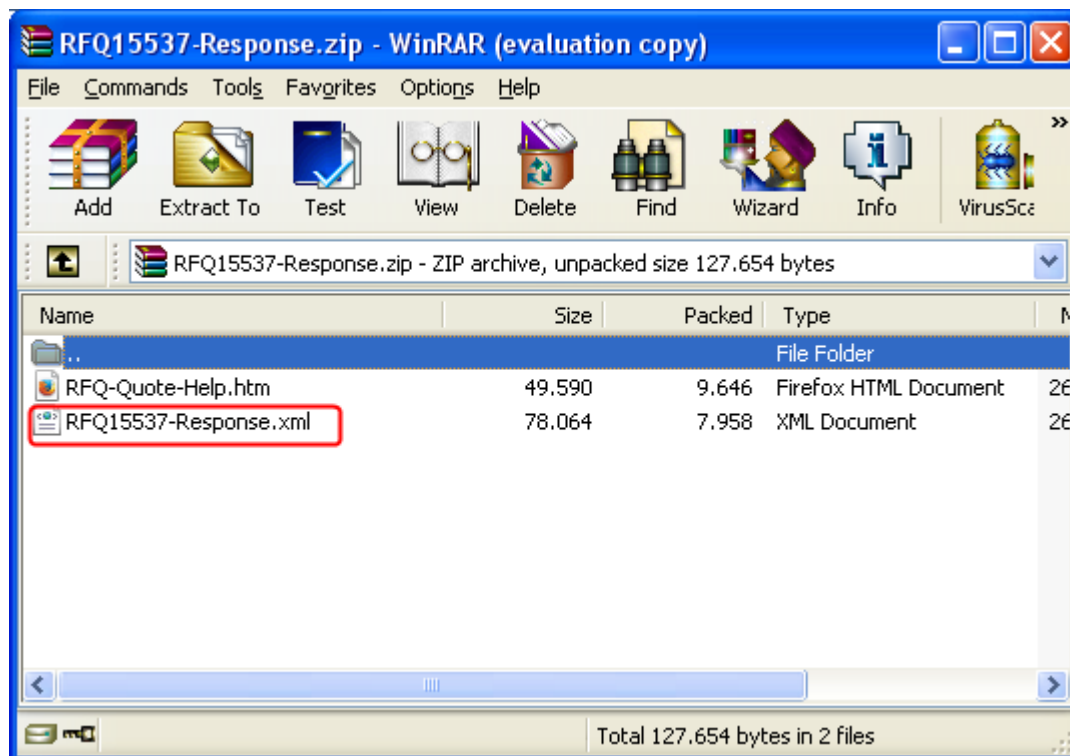 RFQ15537-Response.zip - WinRAR (evaluation copy)
File Commands Tools Favorites Options Help
Add Extract To Test View Delete Find Wizard Info VirusSca
RFQ15537-Response.zip - ZIP archive, unpacked size 127.654 bytes
Name Size Packed Type
.. File Folder
RFQ-Quote-Help.htm 49.590 9.646 Firefox HTML Document 26
RFQ15537-Response.xml 78.064 7.958 XML Document 26
Total 127.654 bytes in 2 files